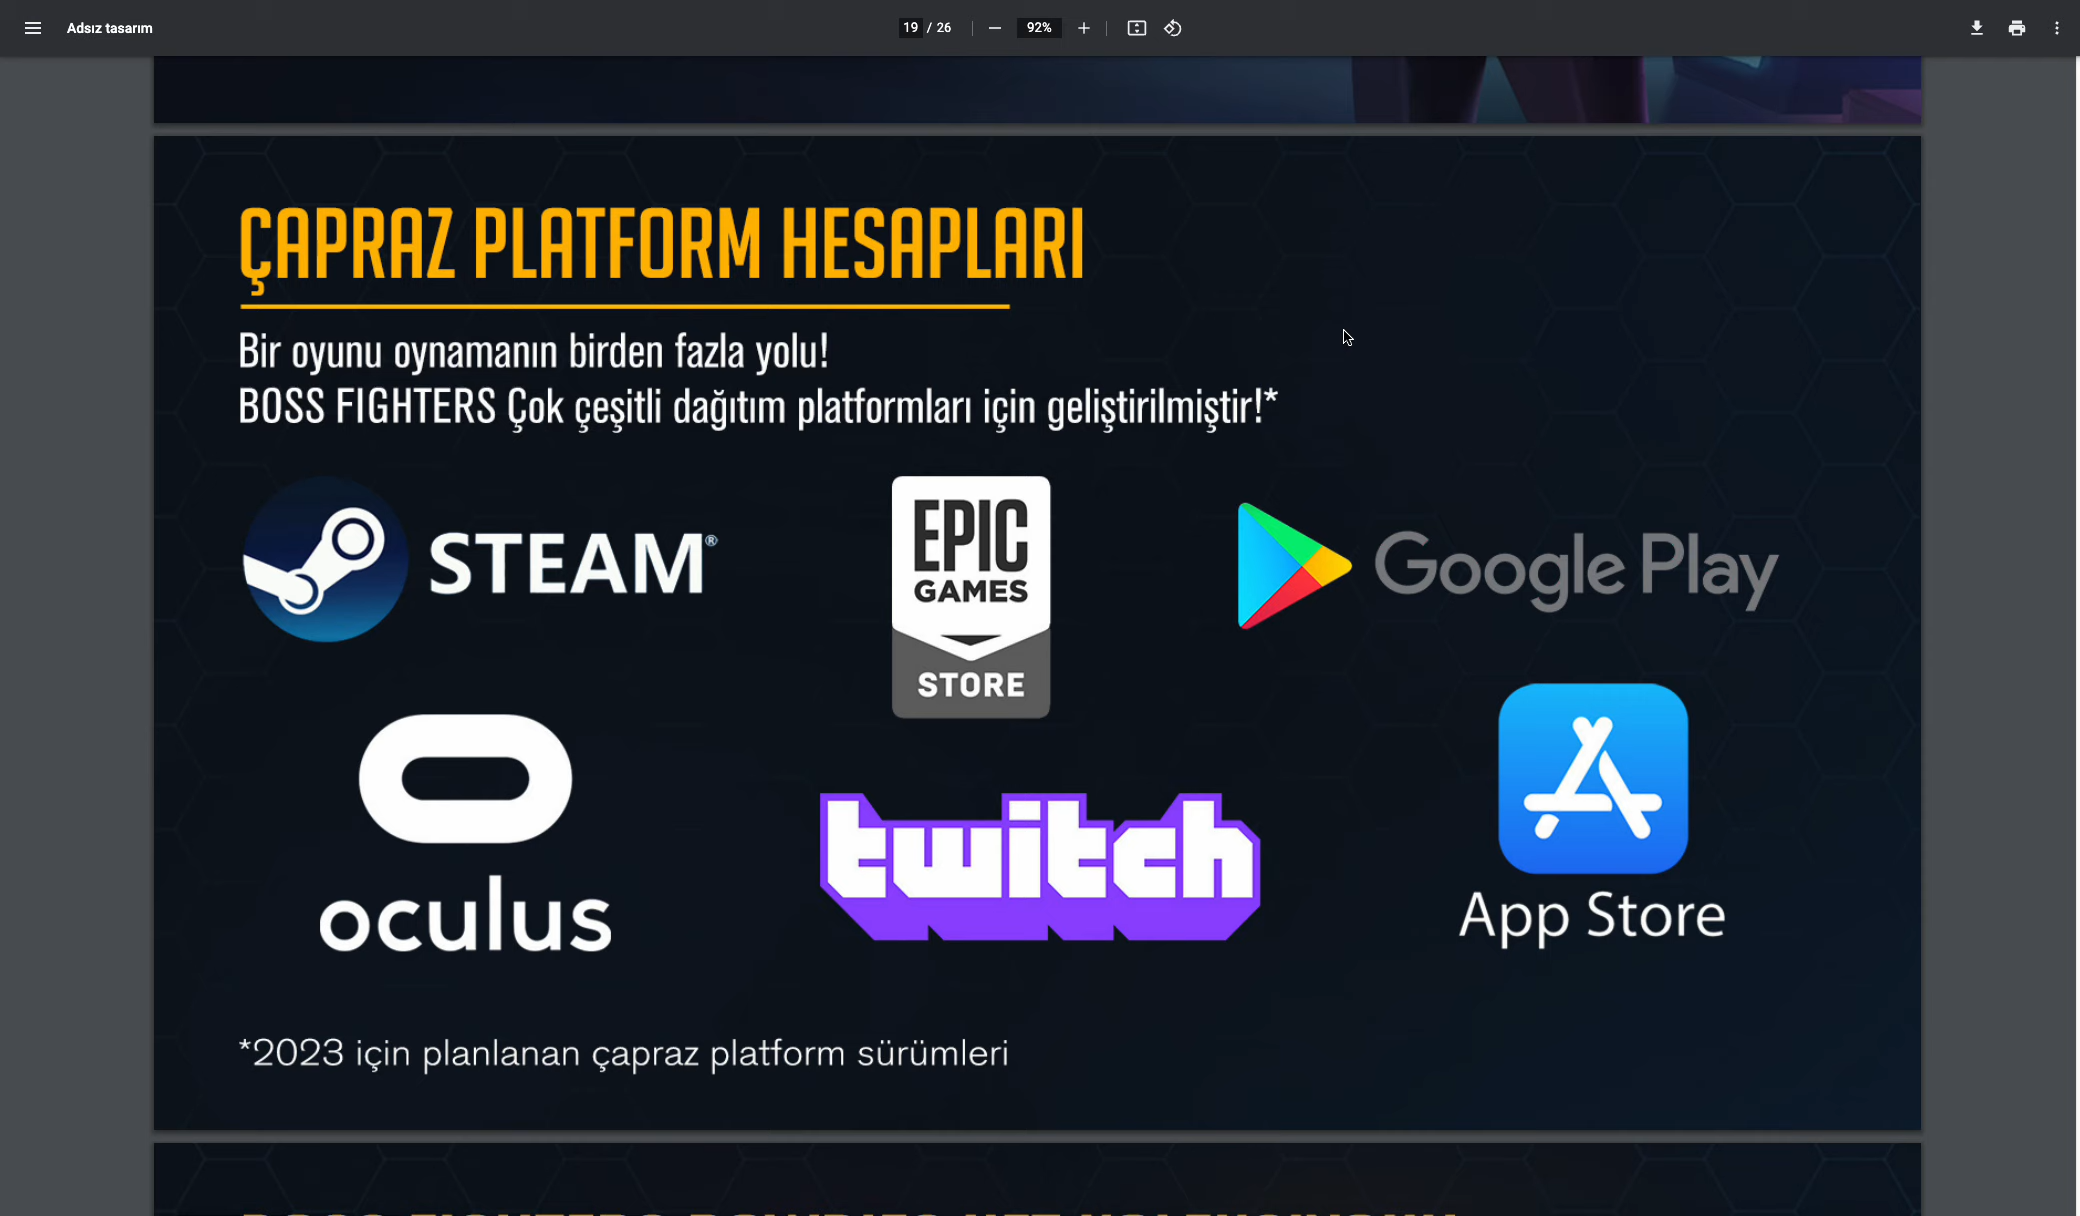 Adsız tasarım
19 / 26
92%
ÇAPRAZ PLATFORM HESAPLARI
Bir oyunu oynamanın birden fazla yolu!
BOSS FIGHTERS Çok çeşitli dağıtım platformları için geliştirilmiştir!*
STEAM®
EPIC
GAMES
STORE
Google Play
oculus
twitch
App Store
*2023 için planlanan çapraz platform sürümleri